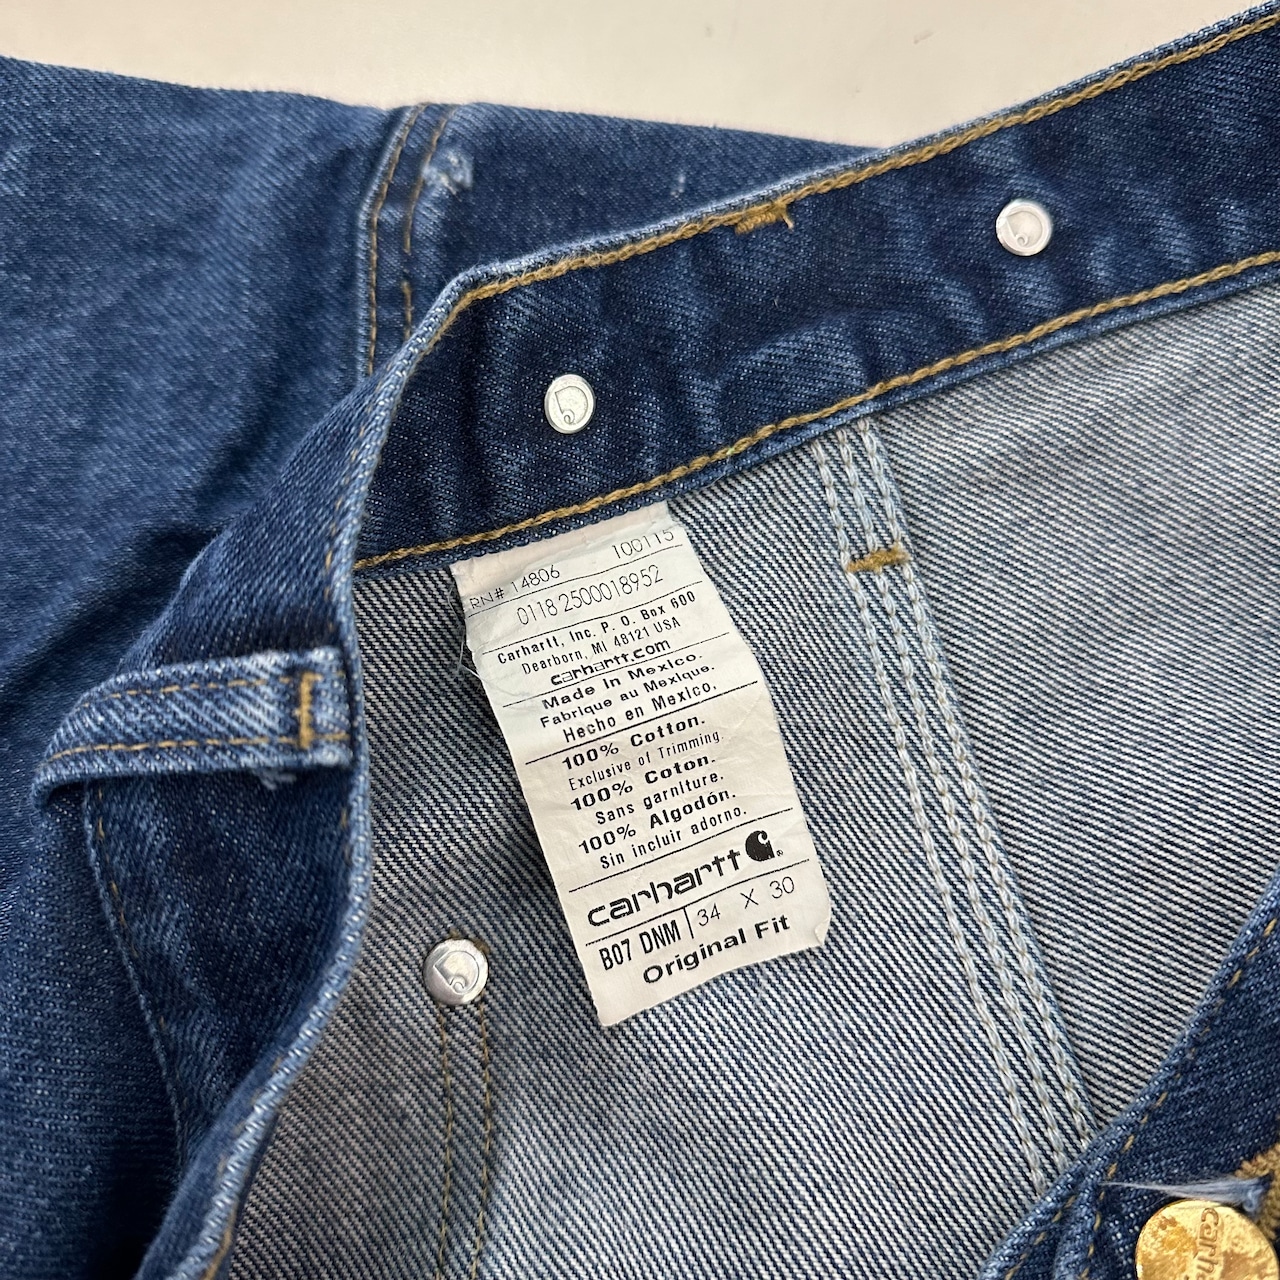 RN# 14806 100115
0118 2500018952
Carhartt, Inc. P. O. Box 600
Dearborn, MI 48121 USA
carhartt.com
Made In Mexico.
Fabrique au Mexique.
Hecho en Mexico.
100% Cotton.
Exclusive of Trimming.
100% Coton.
Sans garniture.
100% Algodón.
Sin incluir adorno.
carhartt
B07 DNM 34 X 30
Original Fit